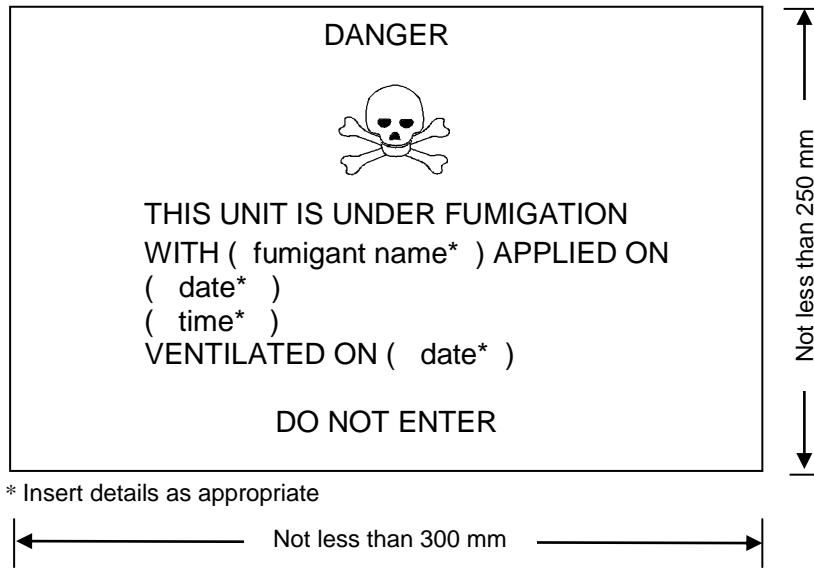 DANGER
THIS UNIT IS UNDER FUMIGATION
WITH ( fumigant name* ) APPLIED ON
( date* )
( time* )
VENTILATED ON ( date* )
DO NOT ENTER
Not less than 250 mm
* Insert details as appropriate
Not less than 300 mm